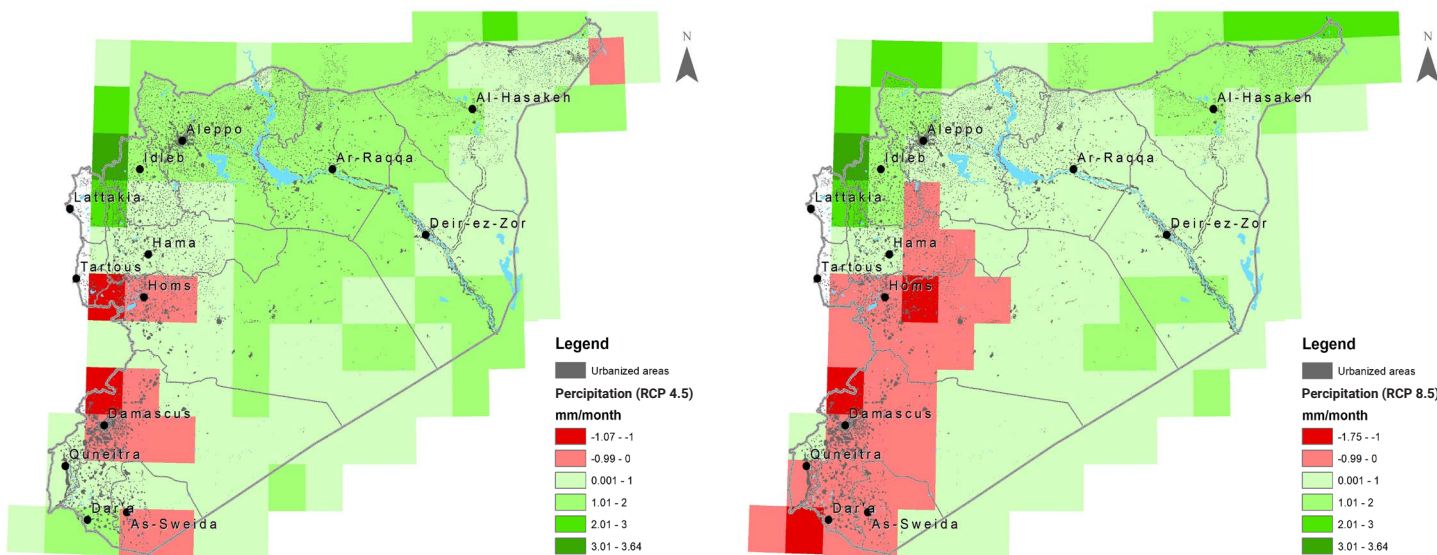 N
Al-Hasakeh
Aleppo
Idleb
Ar-Raqqa
Lattakia
Deir-ez-Zor
Hama
Tartous
Homs
Damascus
Quneitra
Dar'a
As-Sweida
Legend
Urbanized areas
Percipitation (RCP 4.5)
mm/month
-1.07 - -1
-0.99 - 0
0.001 - 1
1.01 - 2
2.01 - 3
3.01 - 3.64
N
Al-Hasakeh
Aleppo
Idleb
Ar-Raqqa
Lattakia
Deir-ez-Zor
Hama
Tartous
Homs
Damascus
Quneitra
Dar'a
As-Sweida
Legend
Urbanized areas
Percipitation (RCP 8.5)
mm/month
-1.75 - -1
-0.99 - 0
0.001 - 1
1.01 - 2
2.01 - 3
3.01 - 3.64